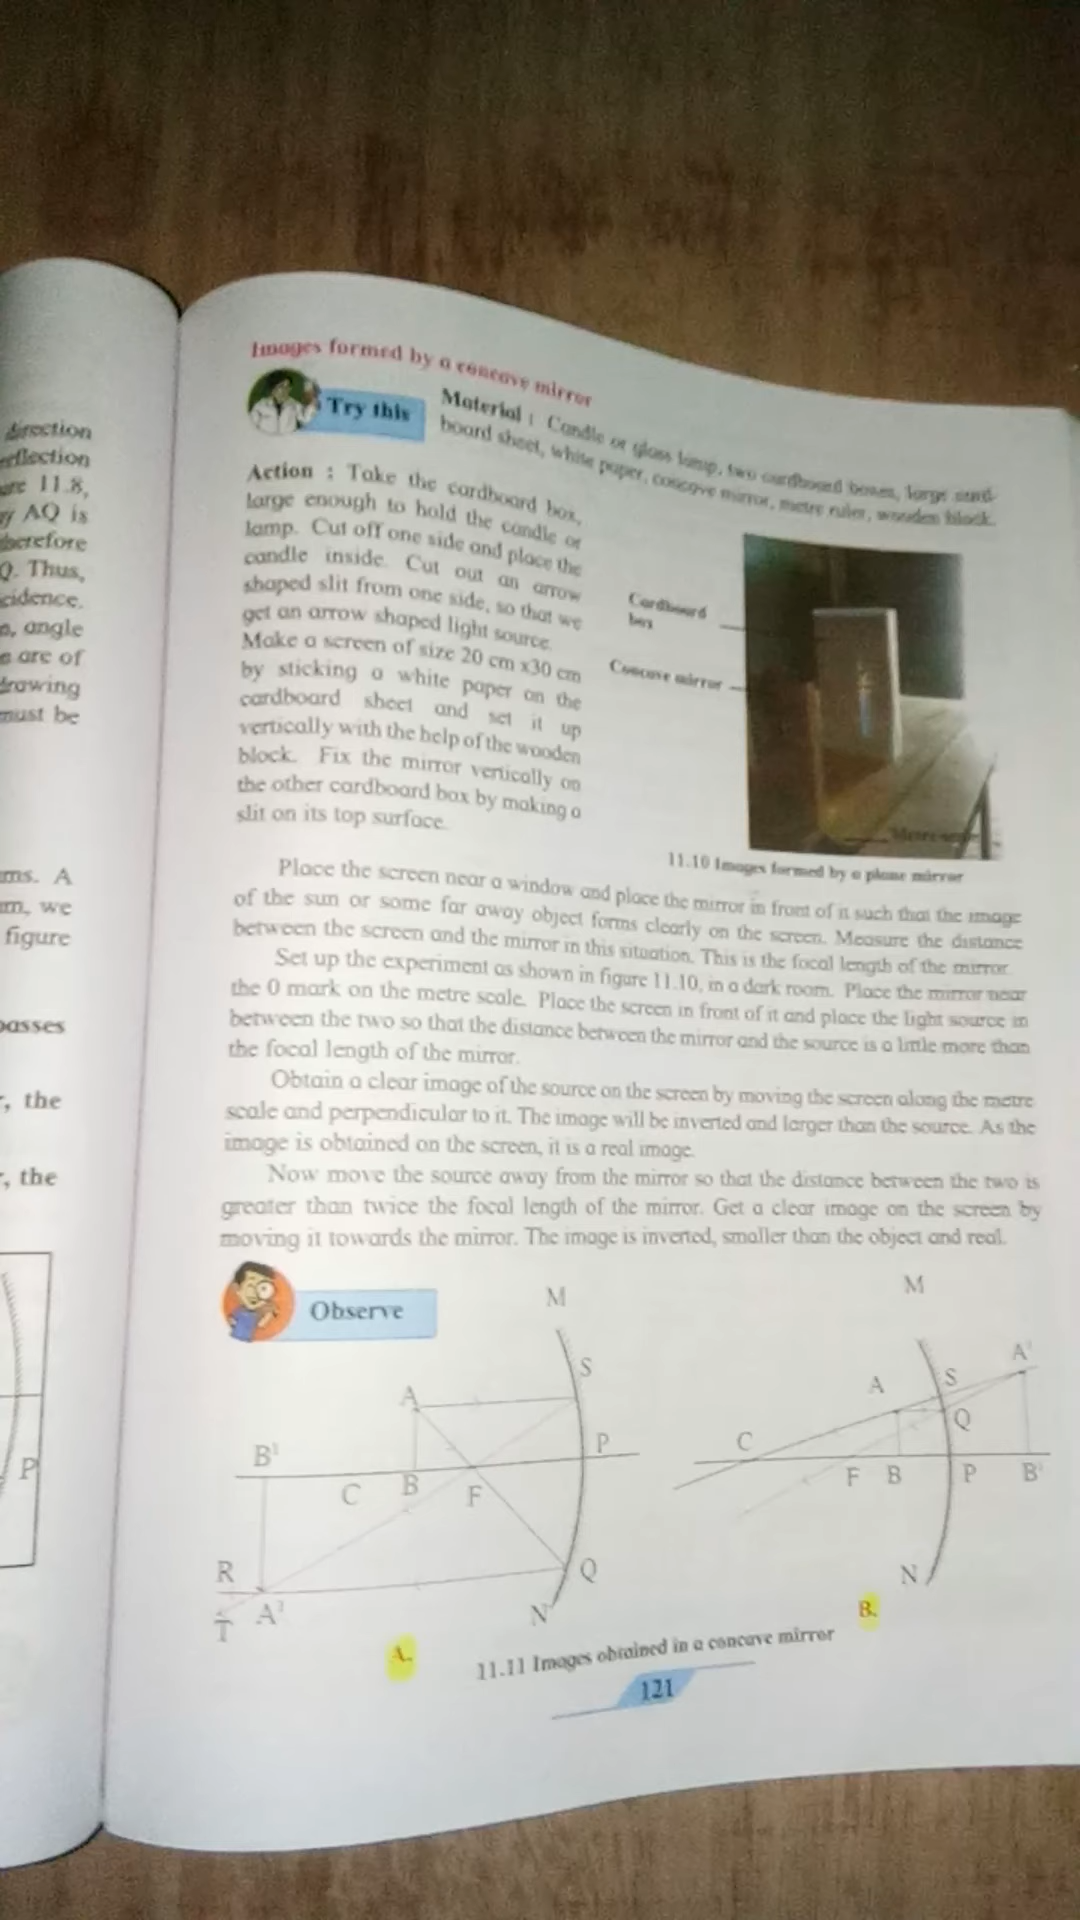 direction
reflection
11.8,
AQ is
therefore
Q. Thus,
cidence.
angle
are of
drawing
must be
ms. A
m, we
figure
passes
, the
, the
P
Images formed by a concave mirror
Try this
Material : Candle or glass lamp, two cardboard boxes, large card-
board sheet, white paper, concave mirror, metre ruler, wooden block.
Action : Take the cardboard box,
large enough to hold the candle or
lamp. Cut off one side and place the
candle inside. Cut out an arrow
shaped slit from one side, so that we
get an arrow shaped light source.
Make a screen of size 20 cm x30 cm
by sticking a white paper on the
cardboard sheet and set it up
vertically with the help of the wooden
block. Fix the mirror vertically on
the other cardboard box by making a
slit on its top surface.
Cardboard
box
Concave mirror
11.10 Images formed by a plane mirror
Place the screen near a window and place the mirror in front of it such that the image
of the sun or some far away object forms clearly on the screen. Measure the distance
between the screen and the mirror in this situation. This is the focal length of the mirror.
Set up the experiment as shown in figure 11.10, in a dark room. Place the mirror near
the 0 mark on the metre scale. Place the screen in front of it and place the light source in
between the two so that the distance between the mirror and the source is a little more than
the focal length of the mirror.
Obtain a clear image of the source on the screen by moving the screen along the metre
scale and perpendicular to it. The image will be inverted and larger than the source. As the
image is obtained on the screen, it is a real image.
Now move the source away from the mirror so that the distance between the two is
greater than twice the focal length of the mirror. Get a clear image on the screen by
moving it towards the mirror. The image is inverted, smaller than the object and real.
Observe
M
S
A
B¹
P
C
B
F
R
Q
T
A¹
N
A.
M
A¹
A
S
Q
C
F
B
P
B¹
N
B.
11.11 Images obtained in a concave mirror
121